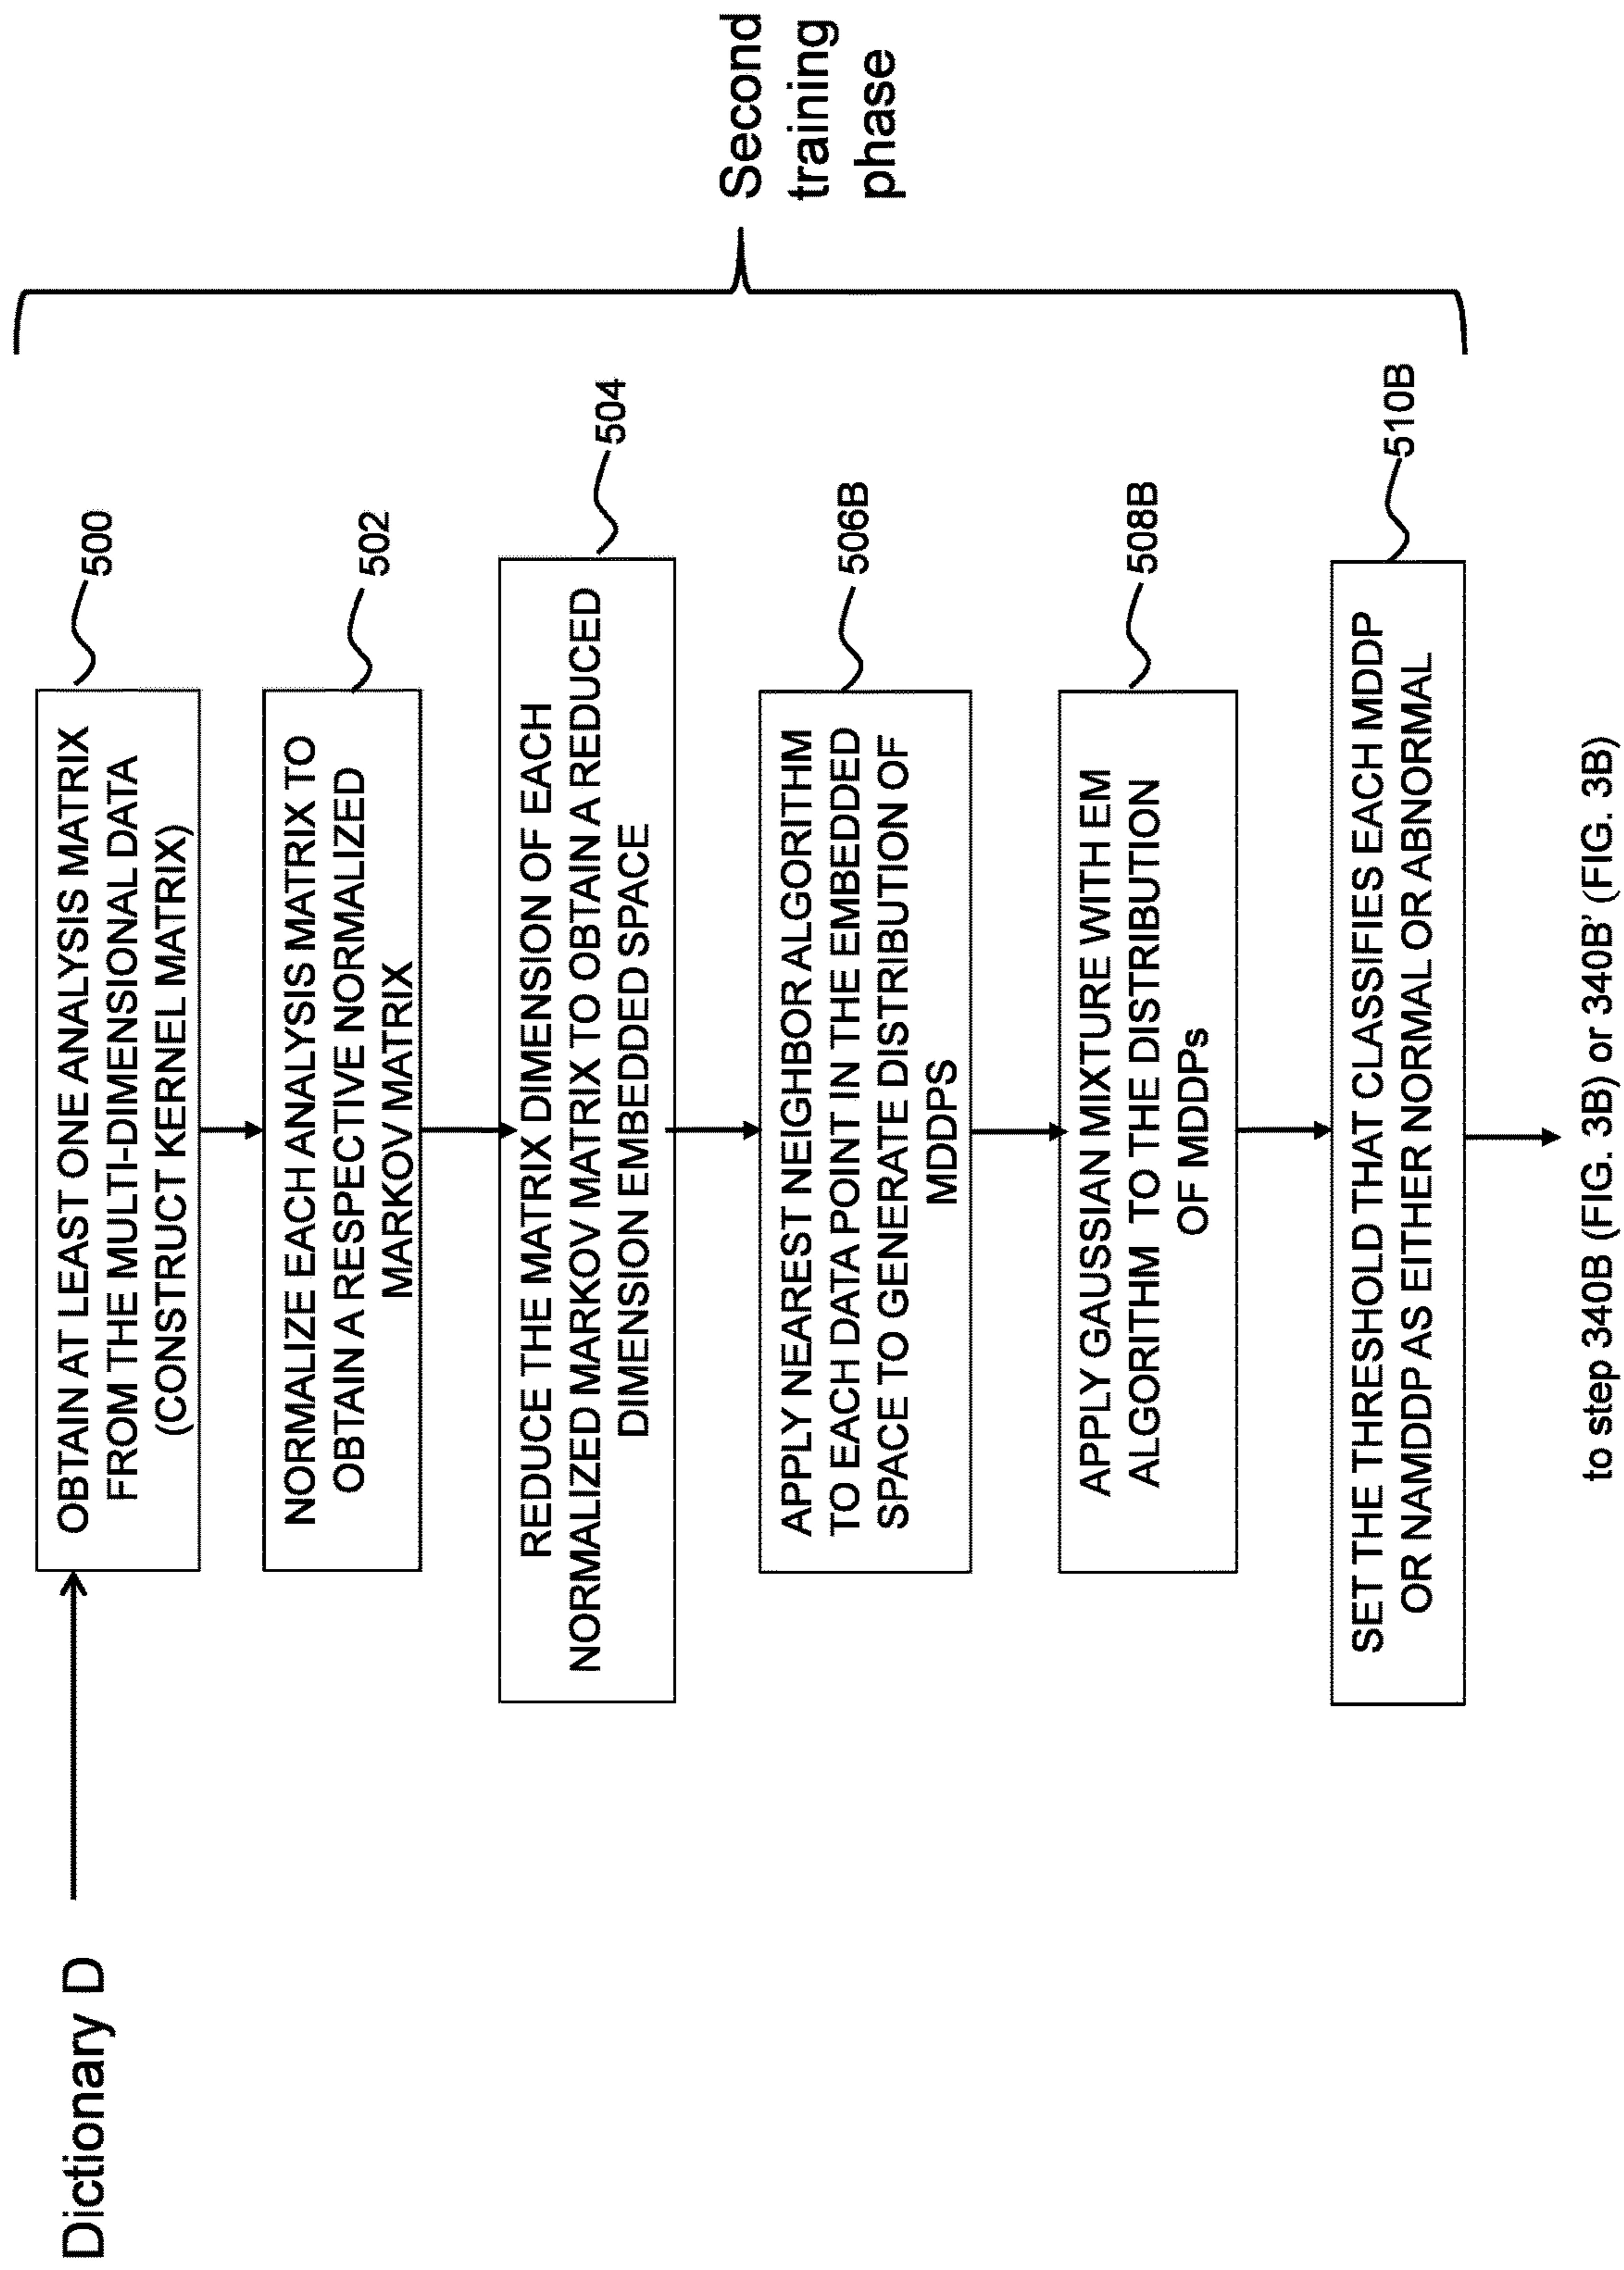 Dictionary D
OBTAIN AT LEAST ONE ANALYSIS MATRIX
FROM THE MULTI-DIMENSIONAL DATA
(CONSTRUCT KERNEL MATRIX)
500
NORMALIZE EACH ANALYSIS MATRIX TO
OBTAIN A RESPECTIVE NORMALIZED
MARKOV MATRIX
502
REDUCE THE MATRIX DIMENSION OF EACH
NORMALIZED MARKOV MATRIX TO OBTAIN A REDUCED
DIMENSION EMBEDDED SPACE
504
APPLY NEAREST NEIGHBOR ALGORITHM
TO EACH DATA POINT IN THE EMBEDDED
SPACE TO GENERATE DISTRIBUTION OF
MDDPS
506B
APPLY GAUSSIAN MIXTURE WITH EM
ALGORITHM TO THE DISTRIBUTION
OF MDDPs
508B
SET THE THRESHOLD THAT CLASSIFIES EACH MDDP
OR NAMDDP AS EITHER NORMAL OR ABNORMAL
510B
Second
training
phase
to step 340B (FIG. 3B) or 340B' (FIG. 3B)